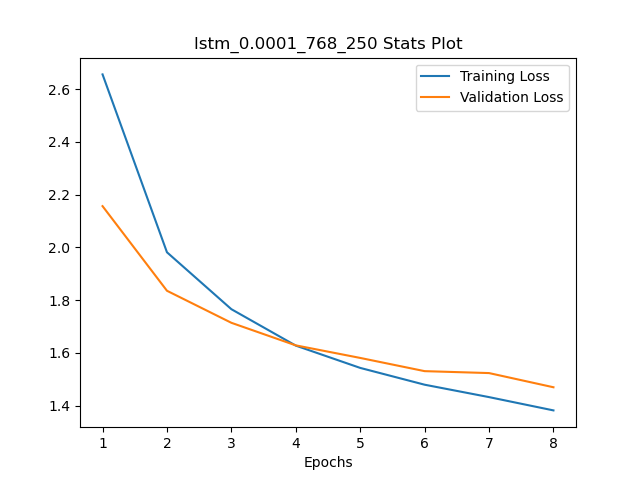 lstm_0.0001_768_250 Stats Plot
Training Loss
Validation Loss
2.6
2.4
2.2
2.0
1.8
1.6
1.4
1 2 3 4 5 6 7 8
Epochs